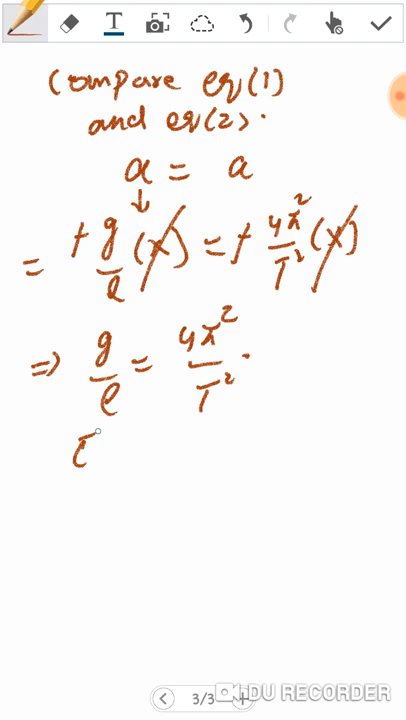 T
Compare eq(1)
and eq(2).
a = a
↓
= + g/l (x) = + 4π²/T² (x)
⇒ g/l = 4π²/T².
T
3/3
DU RECORDER